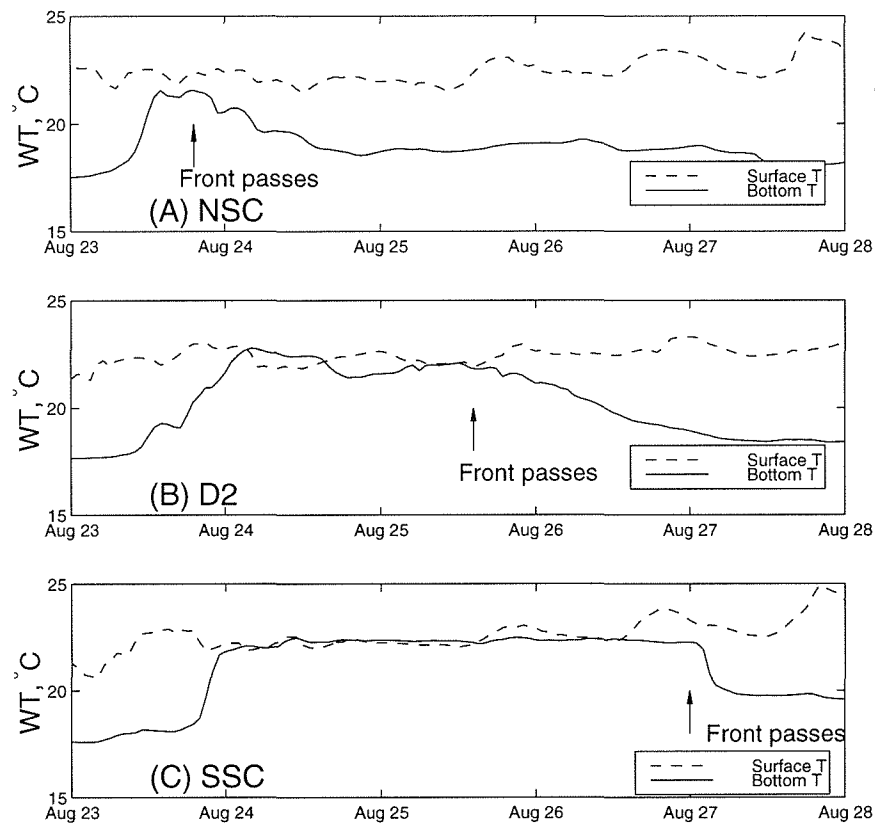 25
20
15
WT, °C
Front passes
(A) NSC
Surface T
Bottom T
Aug 23 Aug 24 Aug 25 Aug 26 Aug 27 Aug 28
25
20
15
WT, °C
Front passes
(B) D2
Surface T
Bottom T
Aug 23 Aug 24 Aug 25 Aug 26 Aug 27 Aug 28
25
20
15
WT, °C
Front passes
(C) SSC
Surface T
Bottom T
Aug 23 Aug 24 Aug 25 Aug 26 Aug 27 Aug 28